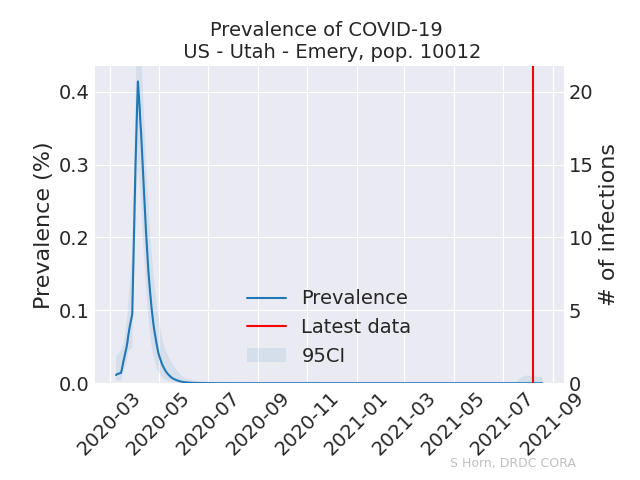 Prevalence of COVID-19
US - Utah - Emery, pop. 10012
Prevalence (%)
0.4
0.3
0.2
0.1
0.0
20
15
10
5
0
# of infections
Prevalence
Latest data
95CI
2020-03
2020-05
2020-07
2020-09
2020-11
2021-01
2021-03
2021-05
2021-07
2021-09
S Horn, DRDC CORA